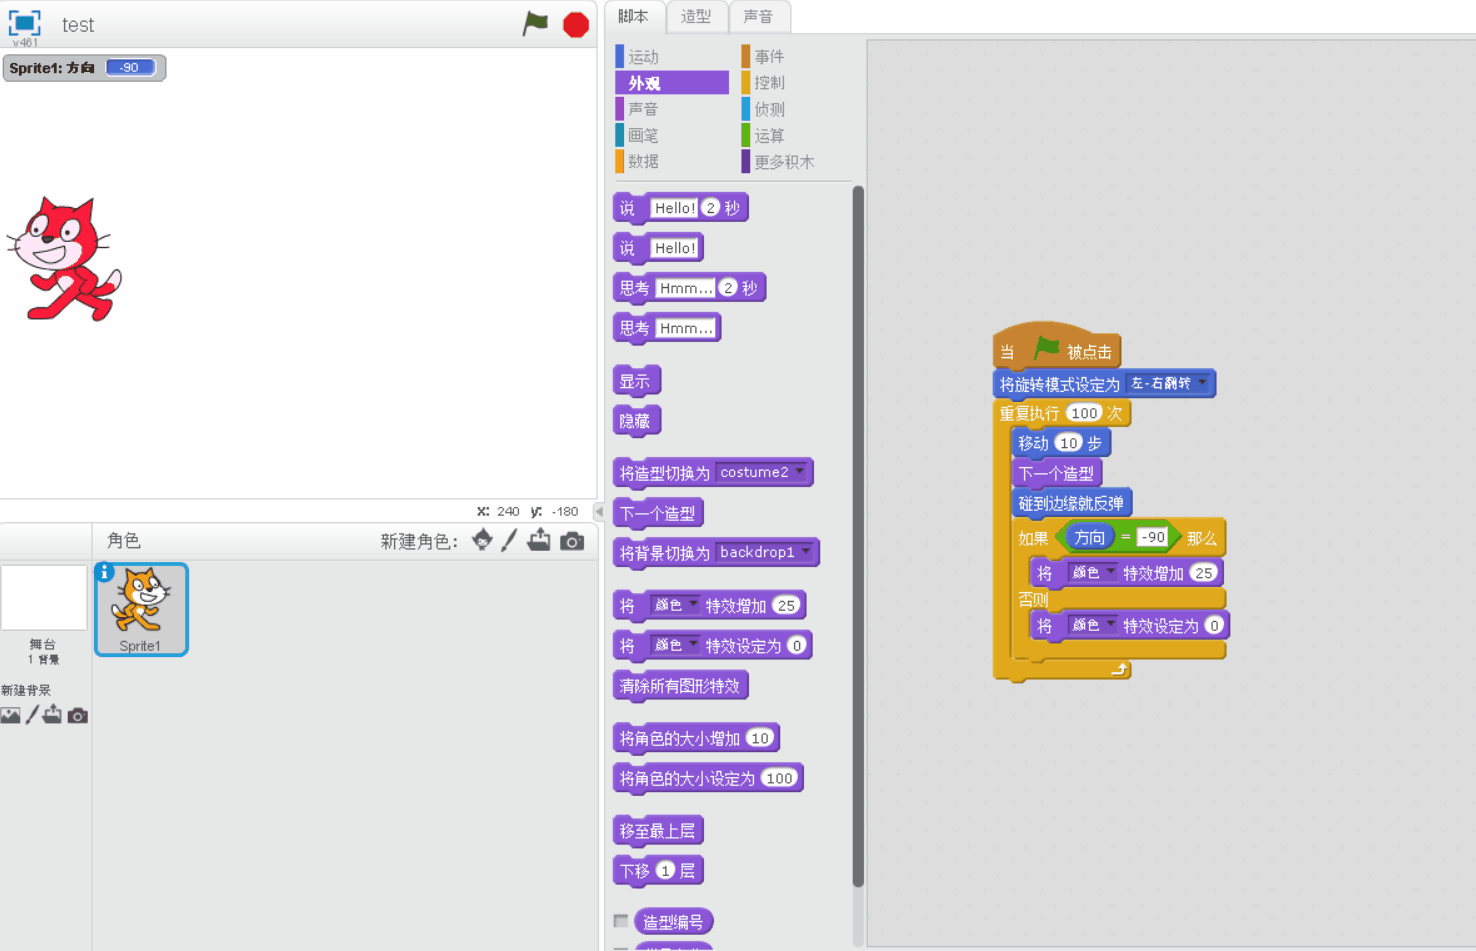 test
v461
Sprite1: 方向 -90
x: 240 y: -180
角色
新建角色:
Sprite1
舞台
1 背景
新建背景
脚本 造型 声音
运动 事件
外观 控制
声音 侦测
画笔 运算
数据 更多积木
说 Hello! 2 秒
说 Hello!
思考 Hmm... 2 秒
思考 Hmm...
显示
隐藏
将造型切换为 costume2
下一个造型
将背景切换为 backdrop1
将 颜色 特效增加 25
将 颜色 特效设定为 0
清除所有图形特效
将角色的大小增加 10
将角色的大小设定为 100
移至最上层
下移 1 层
造型编号
当 被点击
将旋转模式设定为 左-右翻转
重复执行 100 次
移动 10 步
下一个造型
碰到边缘就反弹
如果 方向 = -90 那么
将 颜色 特效增加 25
否则
将 颜色 特效设定为 0